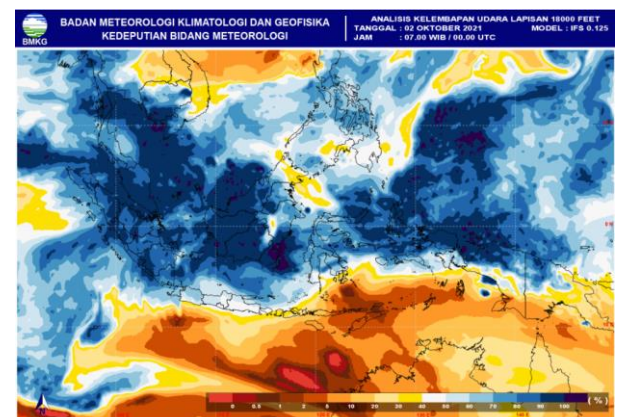 BADAN METEOROLOGI KLIMATOLOGI DAN GEOFISIKA
KEDEPUTIAN BIDANG METEOROLOGI
BMKG
ANALISIS KELEMBAPAN UDARA LAPISAN 18000 FEET
TANGGAL : 02 OKTOBER 2021 MODEL : IFS 0.125
JAM : 07.00 WIB / 00.00 UTC
0 0.5 1 2 5 10 20 30 40 50 60 70 80 90 100 ( % )